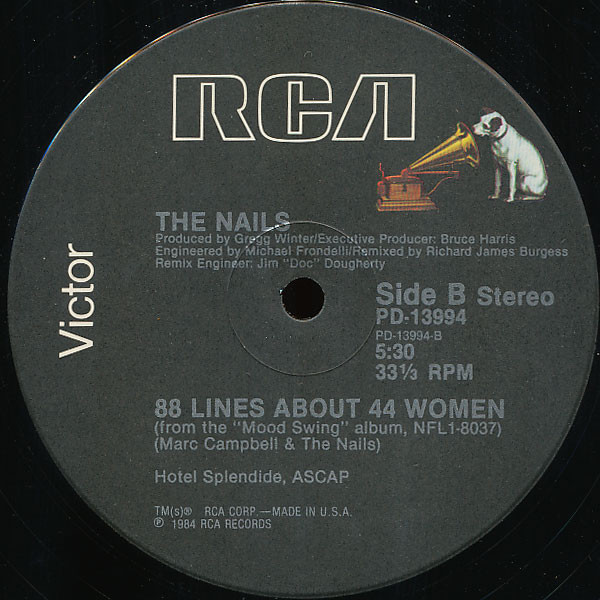 RCA
Victor
THE NAILS
Produced by Gregg Winter/Executive Producer: Bruce Harris
Engineered by Michael Frondelli/Remixed by Richard James Burgess
Remix Engineer: Jim "Doc" Dougherty
Side B Stereo
PD-13994
PD-13994-B
5:30
33⅓ RPM
88 LINES ABOUT 44 WOMEN
(from the "Mood Swing" album, NFL1-8037)
(Marc Campbell & The Nails)
Hotel Splendide, ASCAP
TM(s)® RCA CORP.—MADE IN U.S.A.
℗ 1984 RCA RECORDS